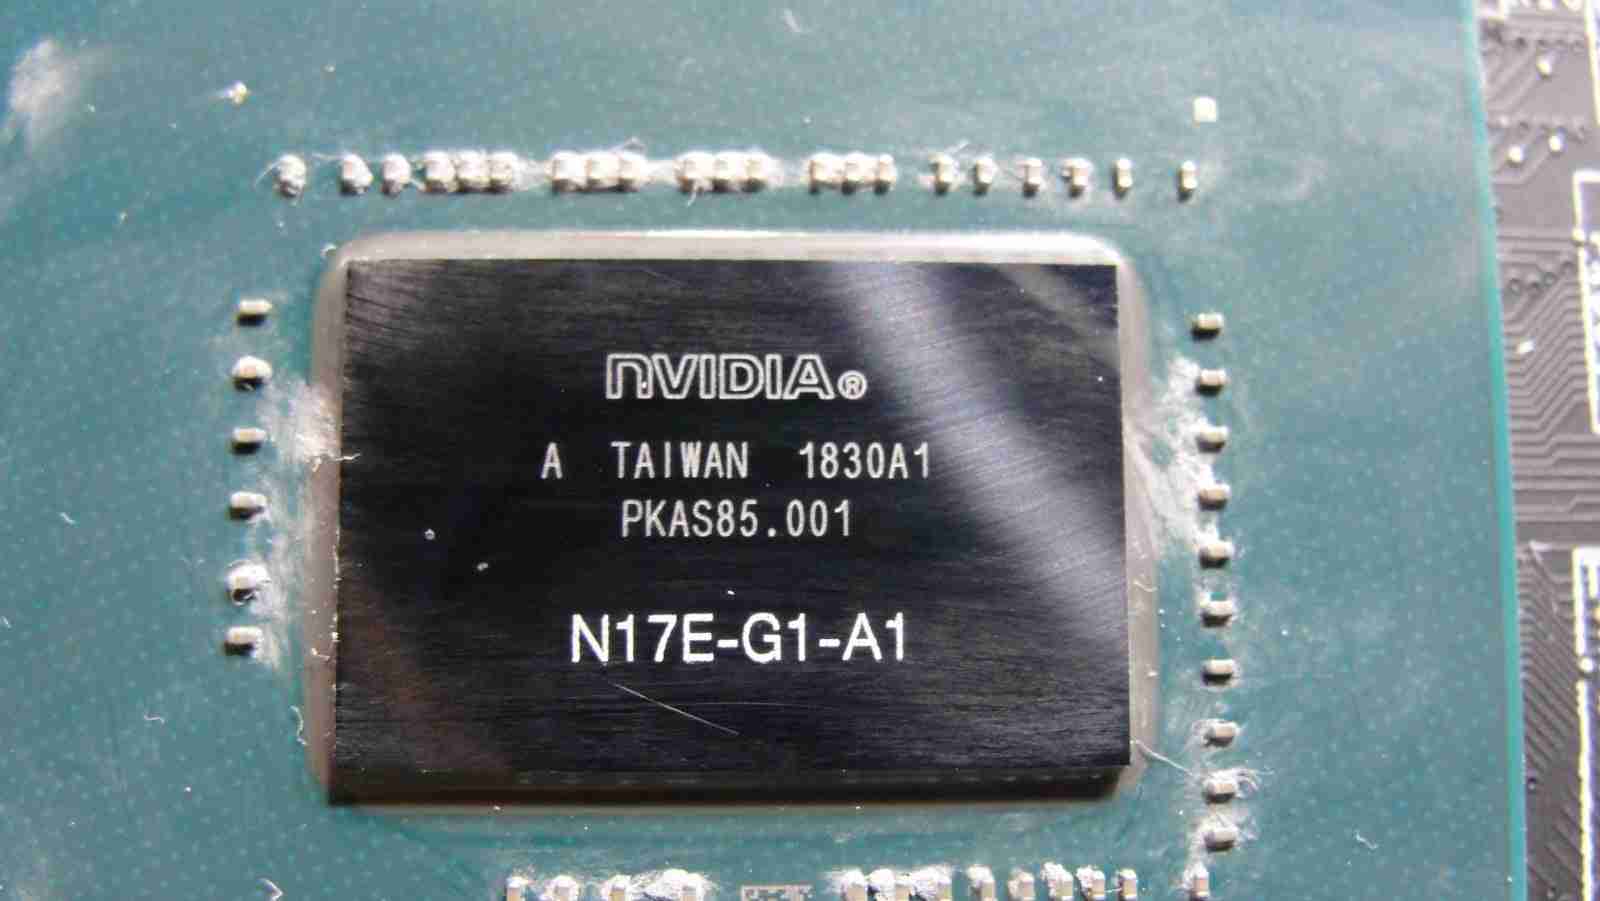 NVIDIA®
A TAIWAN 1830A1
PKAS85.001
N17E-G1-A1